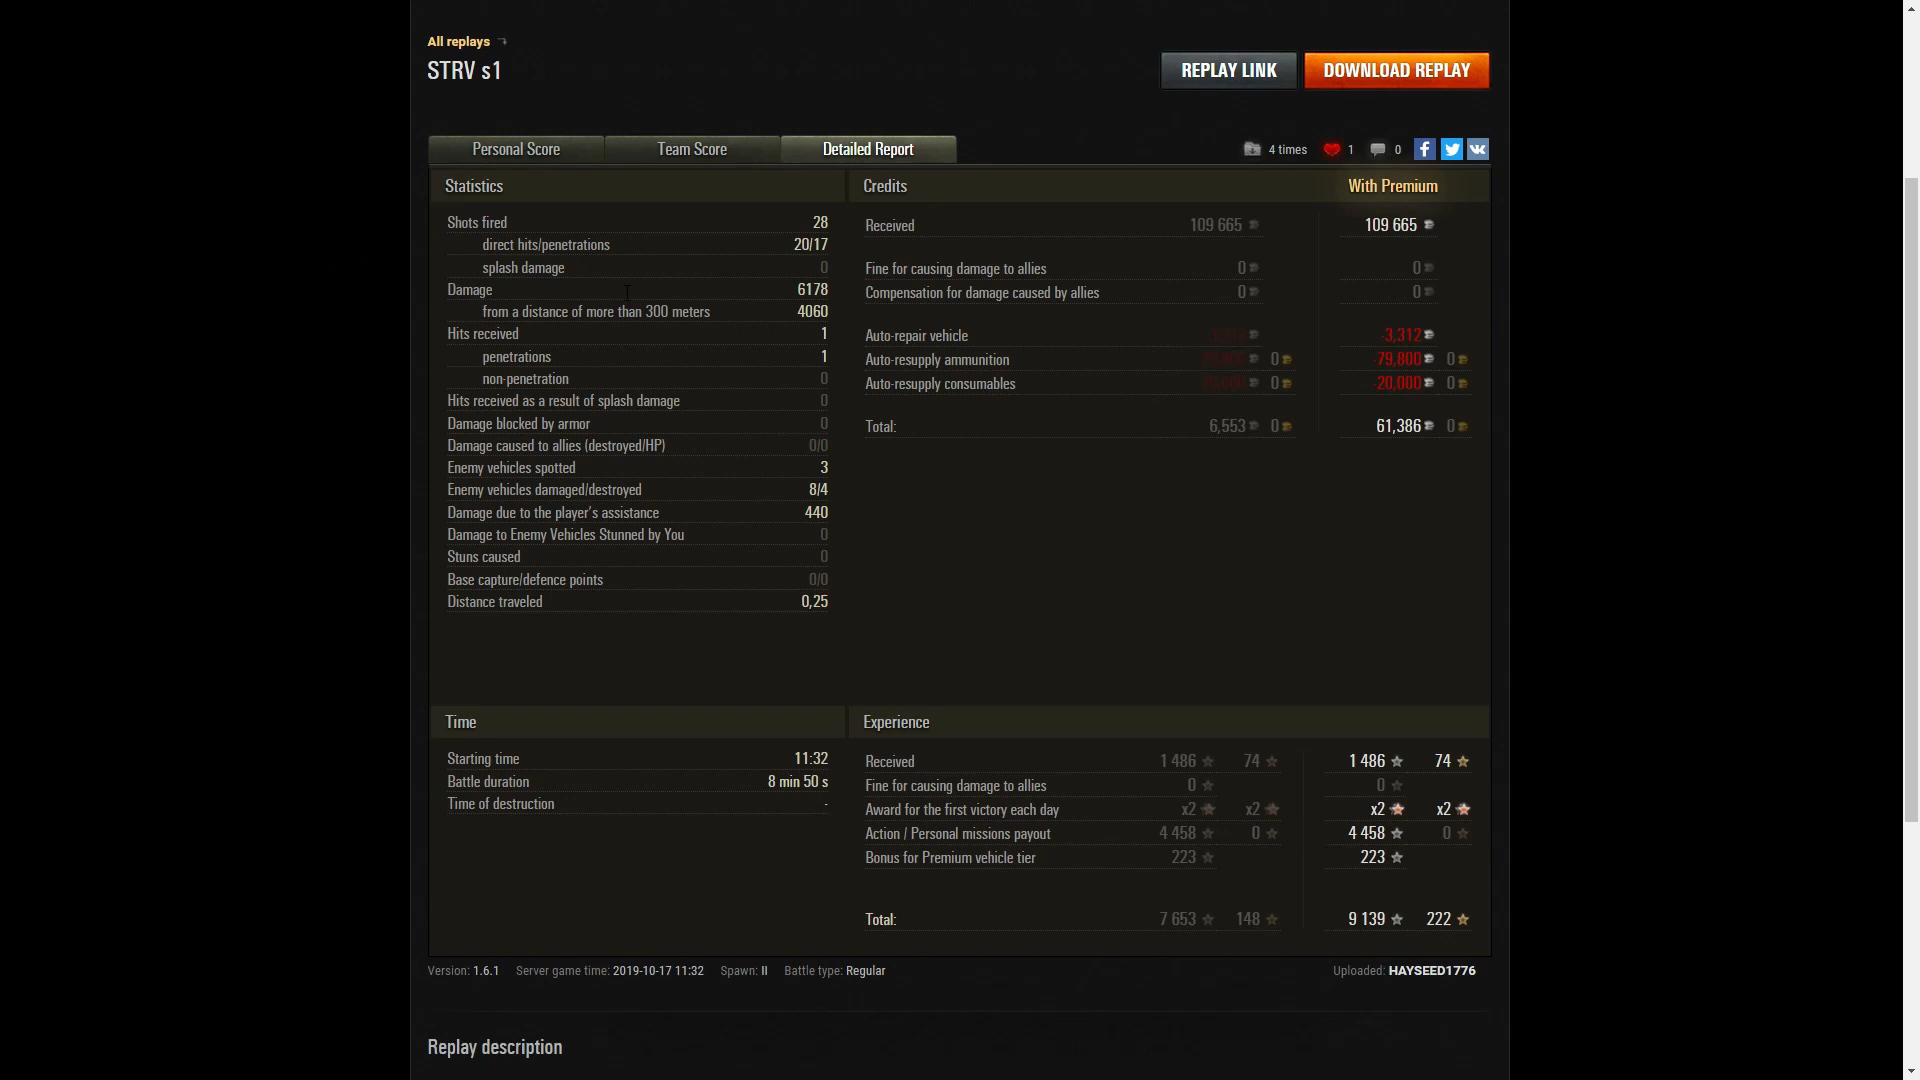 All replays
STRV s1
REPLAY LINK
DOWNLOAD REPLAY
Personal Score
Team Score
Detailed Report
4 times
1
0
Statistics
Shots fired 28
direct hits/penetrations 20/17
splash damage 0
Damage 6178
from a distance of more than 300 meters 4060
Hits received 1
penetrations 1
non-penetration 0
Hits received as a result of splash damage 0
Damage blocked by armor 0
Damage caused to allies (destroyed/HP) 0/0
Enemy vehicles spotted 3
Enemy vehicles damaged/destroyed 8/4
Damage due to the player's assistance 440
Damage to Enemy Vehicles Stunned by You 0
Stuns caused 0
Base capture/defence points 0/0
Distance traveled 0,25
Credits With Premium
Received 109 665 109 665
Fine for causing damage to allies 0 0
Compensation for damage caused by allies 0 0
Auto-repair vehicle -3,312
Auto-resupply ammunition 0 -79,800 0
Auto-resupply consumables 0 -20,000 0
Total: 6,553 0 61,386 0
Time
Starting time 11:32
Battle duration 8 min 50 s
Time of destruction -
Experience
Received 1 486 74 1 486 74
Fine for causing damage to allies 0 0
Award for the first victory each day x2 x2 x2 x2
Action / Personal missions payout 4 458 0 4 458 0
Bonus for Premium vehicle tier 223 223
Total: 7 653 148 9 139 222
Version: 1.6.1 Server game time: 2019-10-17 11:32 Spawn: II Battle type: Regular Uploaded: HAYSEED1776
Replay description